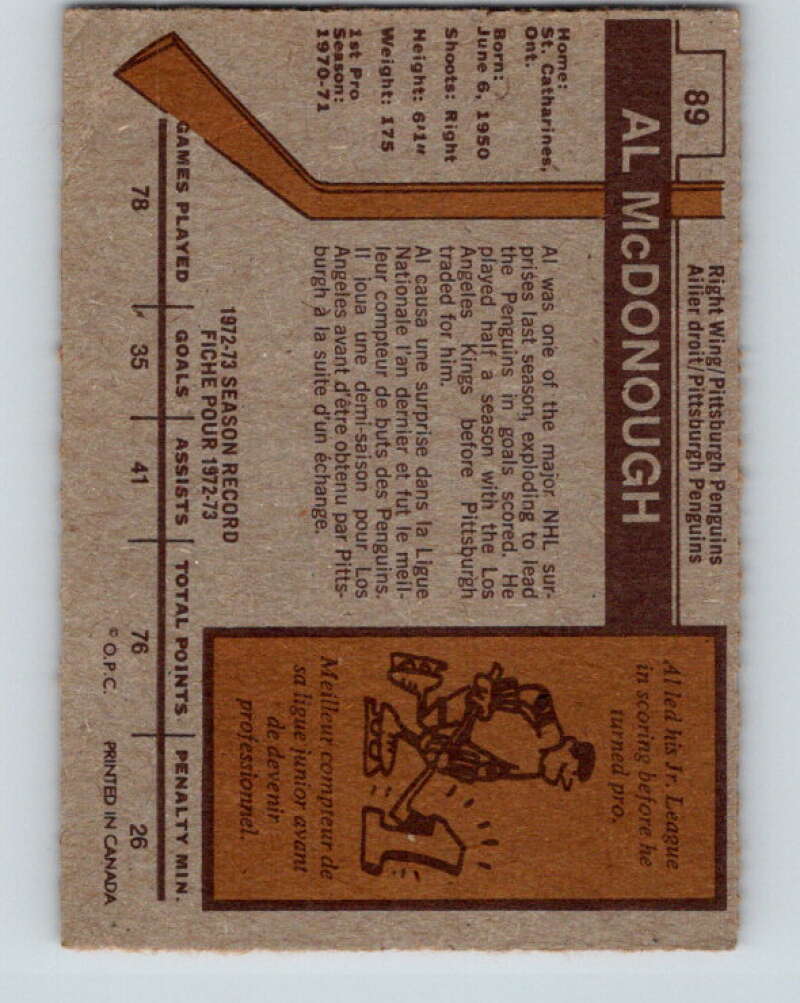 89
Right Wing/Pittsburgh Penguins
Ailier droit/Pittsburgh Penguins
AL McDONOUGH
Home:
St. Catharines,
Ont.
Born:
June 6, 1950
Shoots: Right
Height: 6'1"
Weight: 175
1st Pro
Season:
1970-71
Al was one of the major NHL sur-
prises last season, exploding to lead
the Penguins in goals scored. He
played half a season with the Los
Angeles Kings before Pittsburgh
traded for him.
Al causa une surprise dans la Ligue
Nationale l'an dernier et fut le meil-
leur compteur de buts des Penguins.
Il joua une demi-saison pour Los
Angeles avant d'être obtenu par Pitts-
burgh à la suite d'un échange.
Al led his Jr. League
in scoring before he
turned pro.
1
Meilleur compteur de
sa ligue junior avant
de devenir
professionnel.
1972-73 SEASON RECORD
FICHE POUR 1972-73
GAMES PLAYED GOALS ASSISTS TOTAL POINTS PENALTY MIN.
78 35 41 76 26
© O.P.C. PRINTED IN CANADA